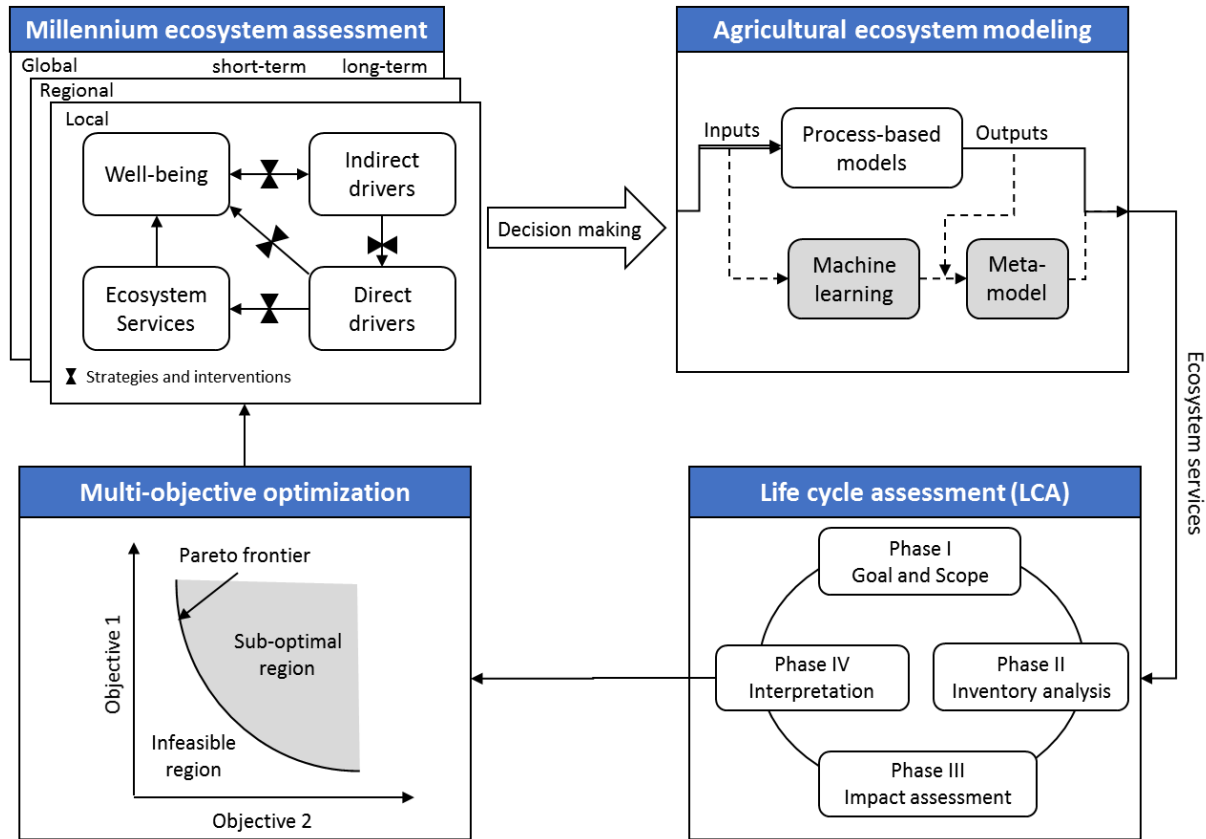 Millennium ecosystem assessment
Global short-term long-term
Regional
Local
Well-being
Indirect
drivers
Ecosystem
Services
Direct
drivers
Strategies and interventions
Decision making
Agricultural ecosystem modeling
Inputs
Process-based
models
Outputs
Machine
learning
Meta-
model
Ecosystem services
Multi-objective optimization
Pareto frontier
Sub-optimal
region
Infeasible
region
Objective 1
Objective 2
Life cycle assessment (LCA)
Phase I
Goal and Scope
Phase IV
Interpretation
Phase II
Inventory analysis
Phase III
Impact assessment